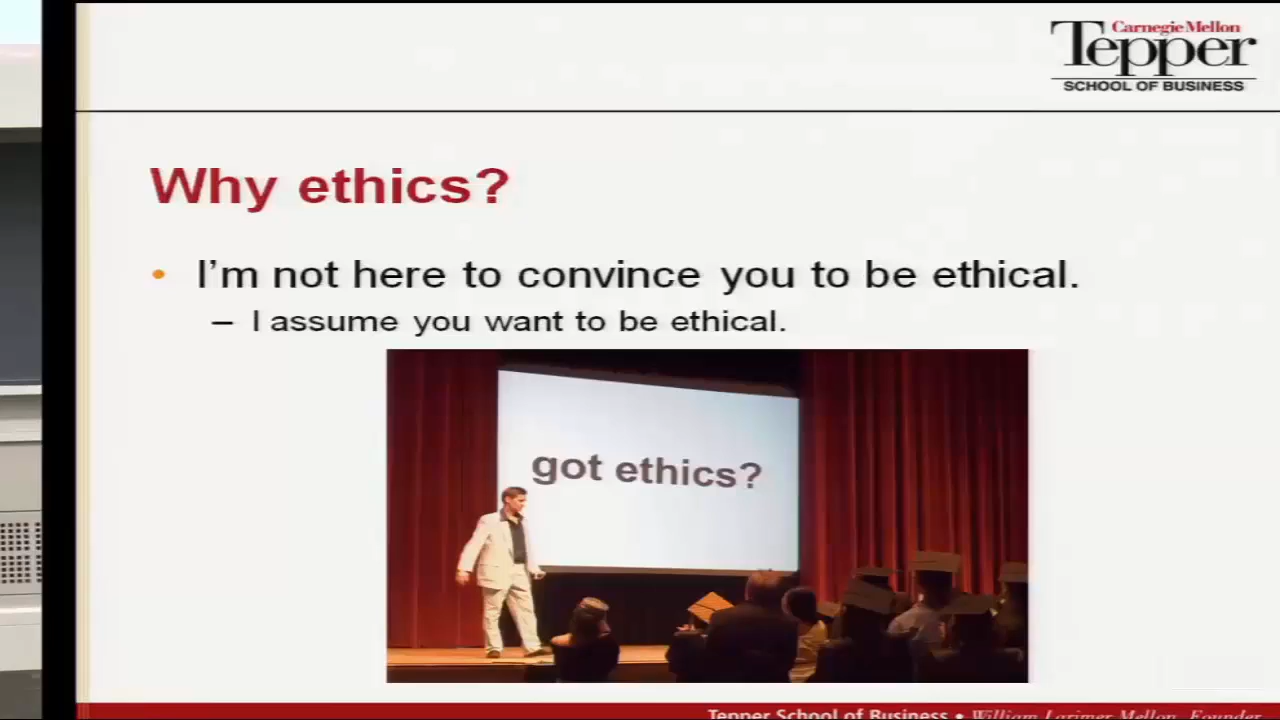 Carnegie Mellon
Tepper
SCHOOL OF BUSINESS
Why ethics?
• I'm not here to convince you to be ethical.
– I assume you want to be ethical.
got ethics?
Tepper School of Business • William Larimer Mellon, Founder